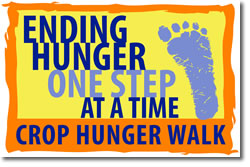 ENDING
HUNGER
ONE STEP
AT A TIME
CROP HUNGER WALK